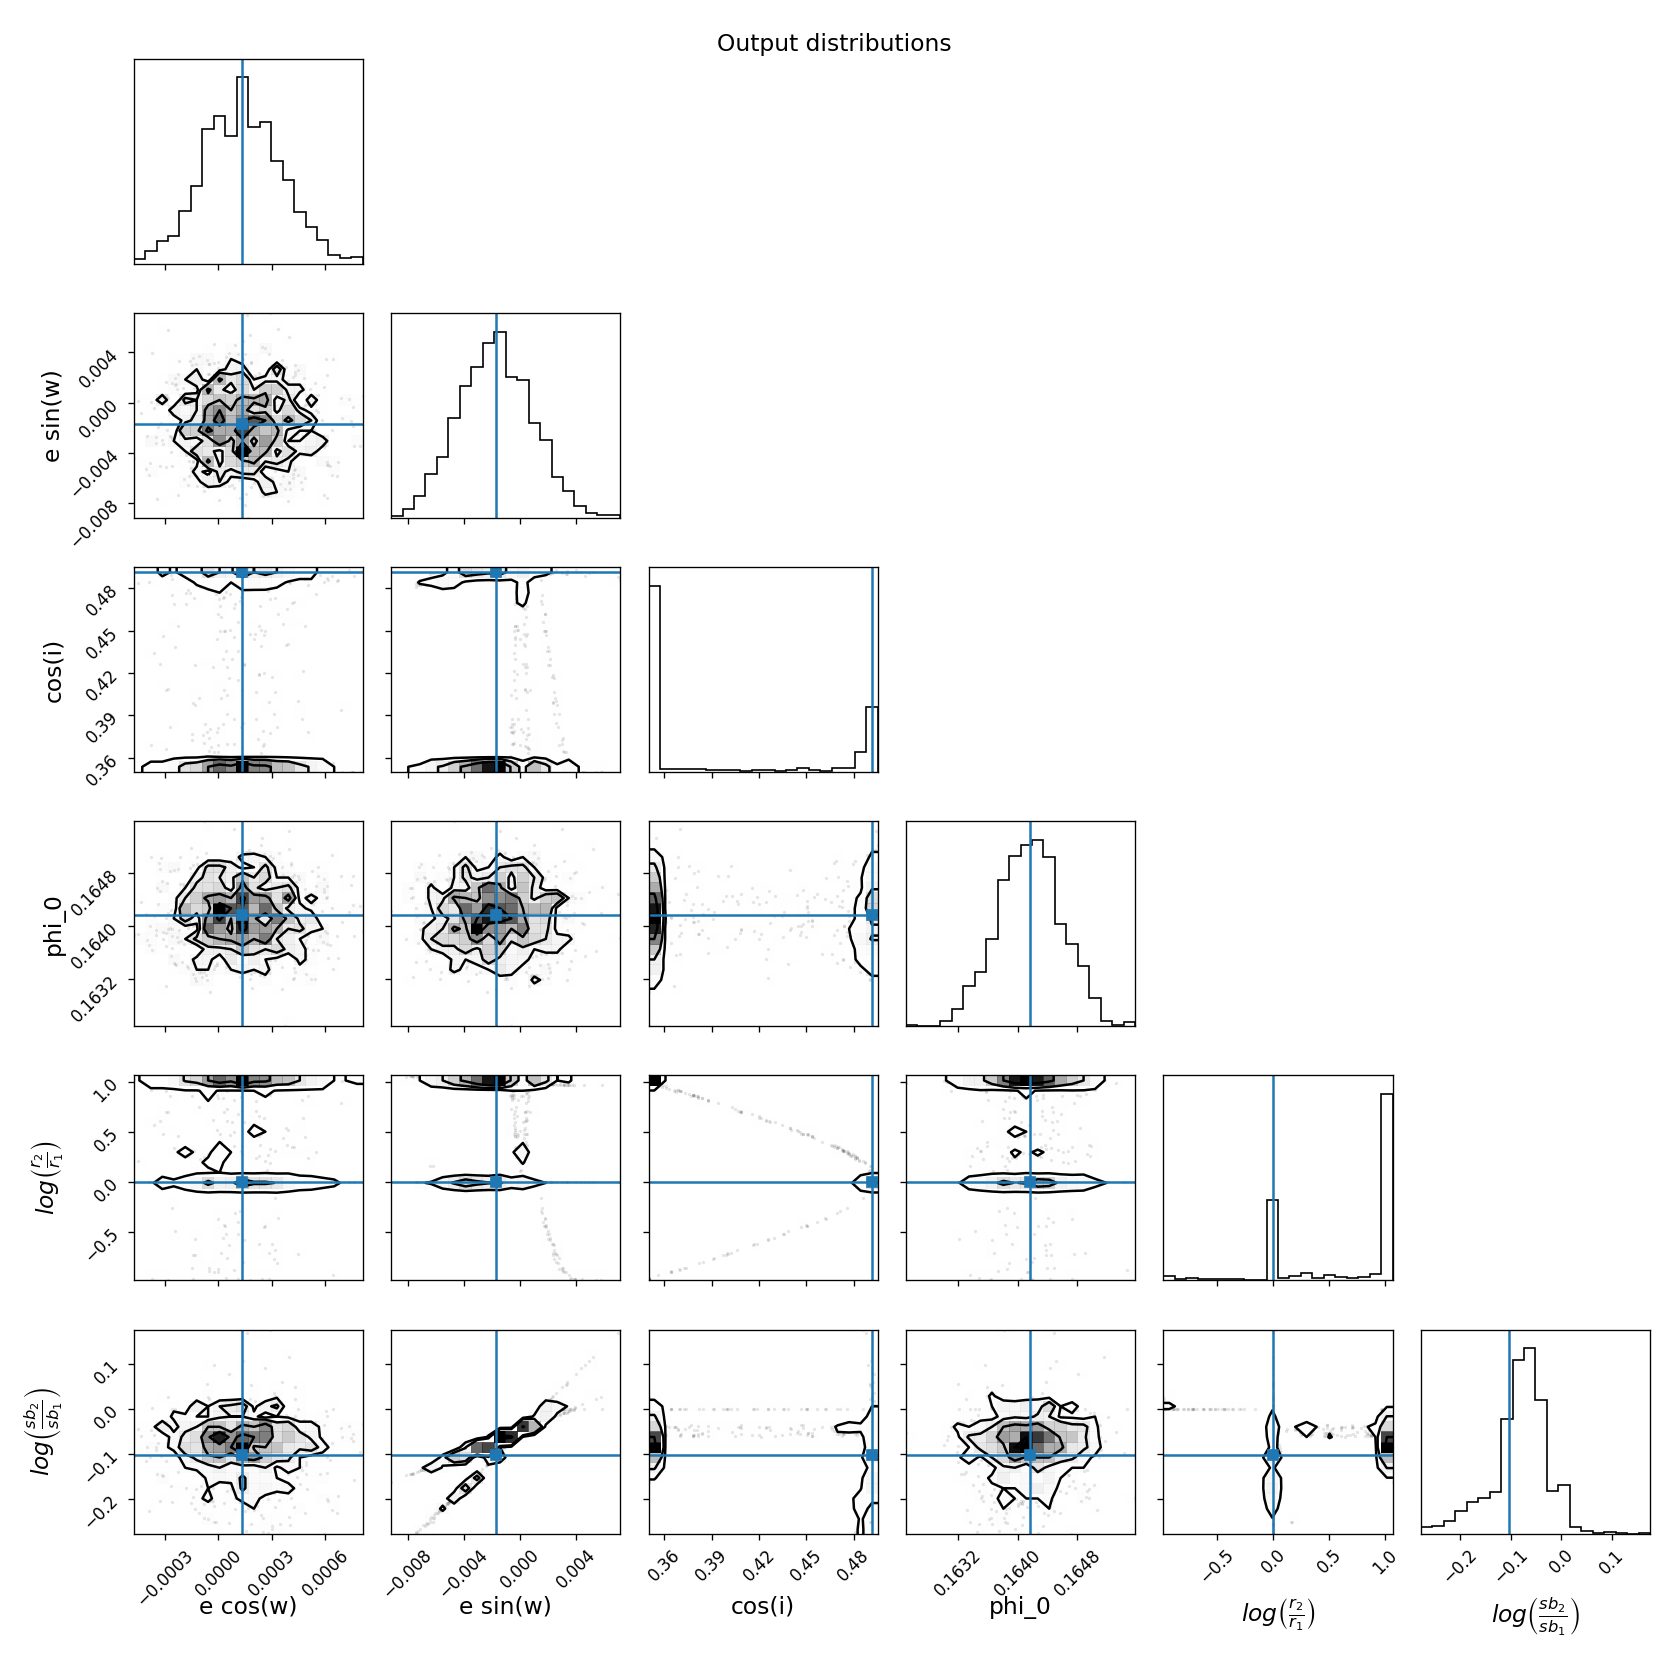 Output distributions
e sin(w)
0.004
0.000
−0.004
−0.008
cos(i)
0.48
0.45
0.42
0.39
0.36
phi_0
0.1648
0.1640
0.1632
log(r₂/r₁)
1.0
0.5
0.0
−0.5
log(sb₂/sb₁)
0.1
0.0
−0.1
−0.2
−0.0003 0.0000 0.0003 0.0006
−0.008 −0.004 0.000 0.004
0.36 0.39 0.42 0.45 0.48
0.1632 0.1640 0.1648
−0.5 0.0 0.5 1.0
−0.2 −0.1 0.0 0.1
e cos(w)
e sin(w)
cos(i)
phi_0
log(r₂/r₁)
log(sb₂/sb₁)